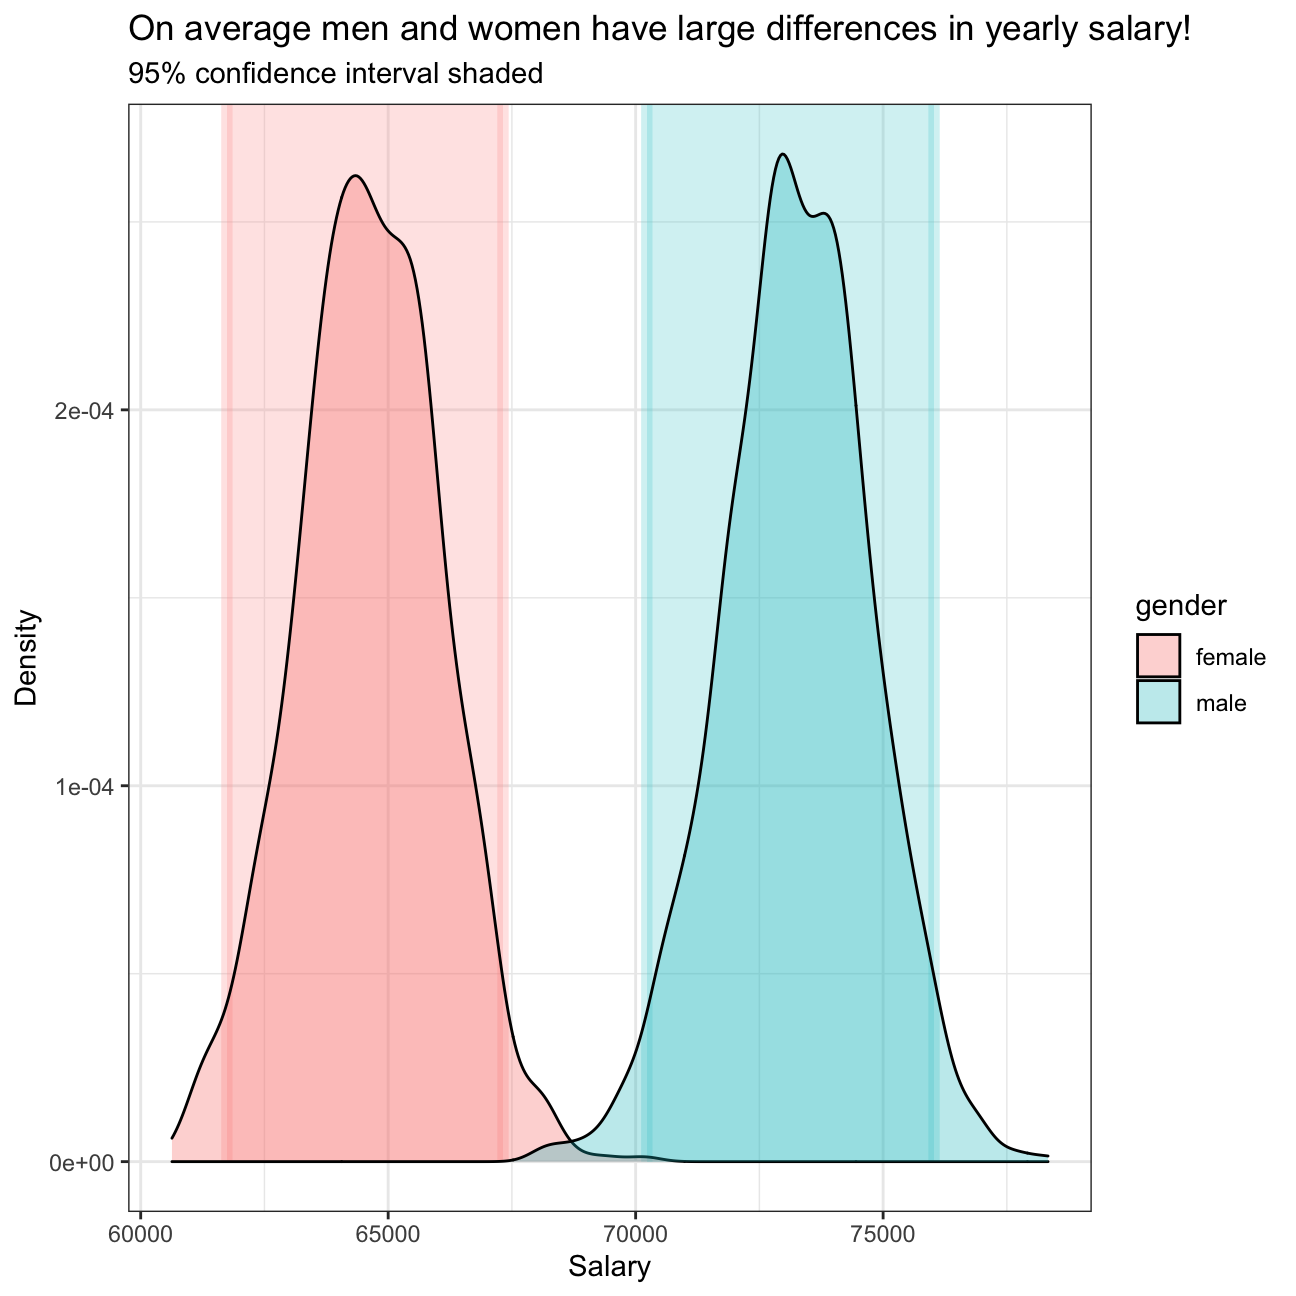 On average men and women have large differences in yearly salary!
95% confidence interval shaded
Density
2e-04
1e-04
0e+00
60000
65000
70000
75000
Salary
gender
female
male